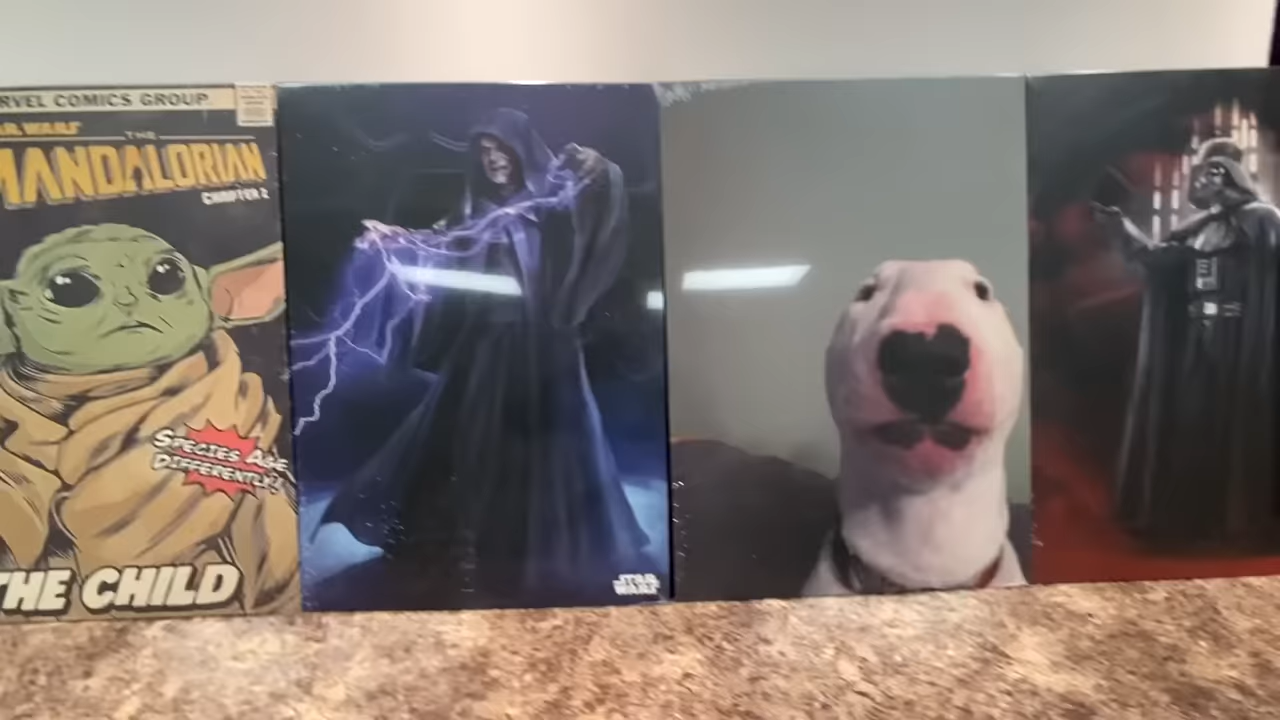 RVEL COMICS GROUP
AR WARS
THE
MANDALORIAN
CHAPTER 2
SPECIES AGE
DIFFERENTLY!
THE CHILD
STAR
WARS